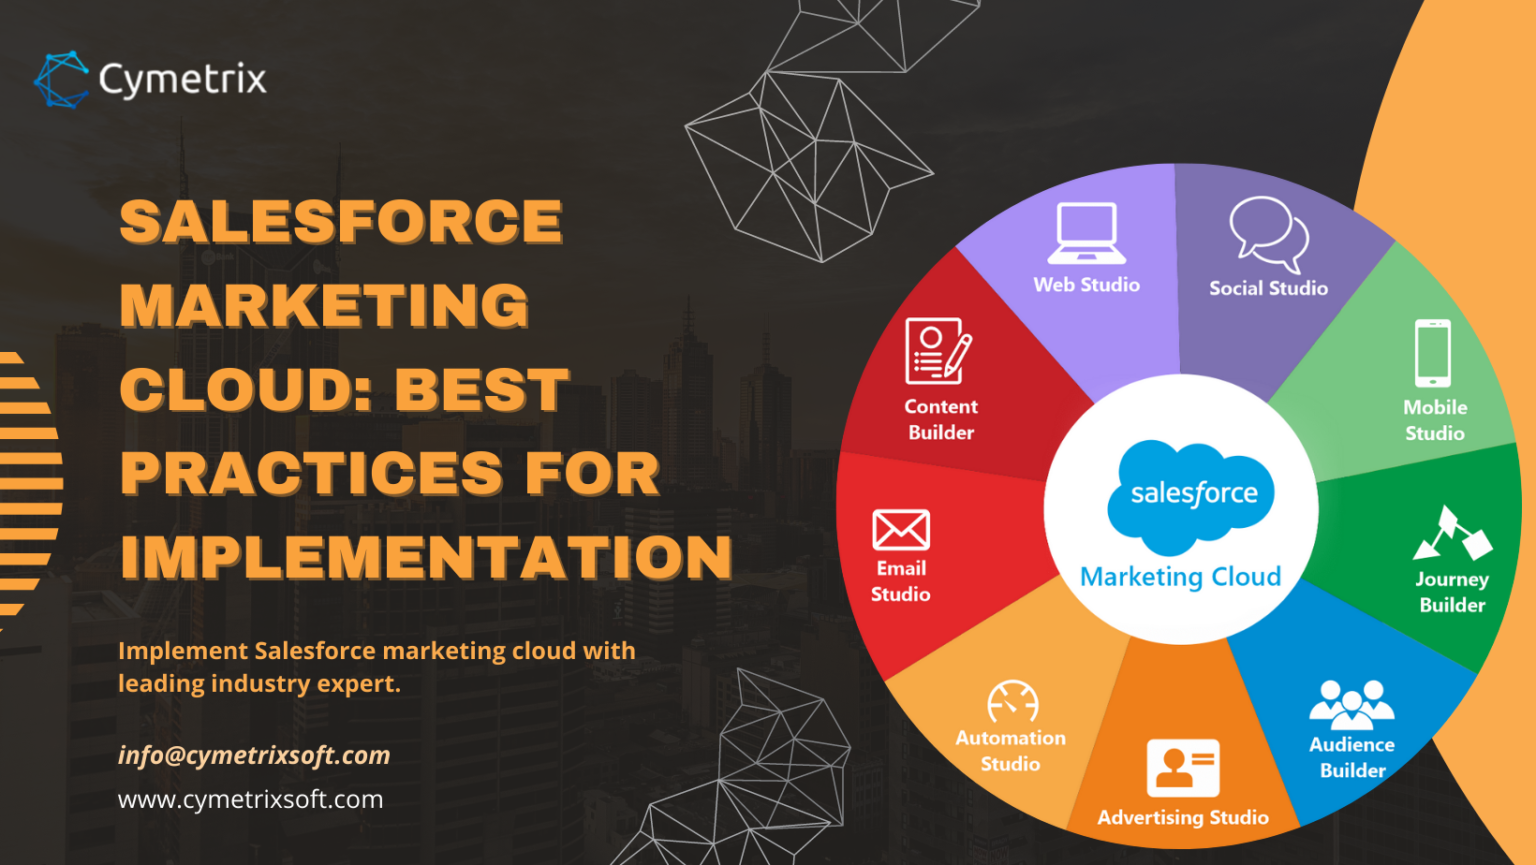 Cymetrix
SALESFORCE
MARKETING
CLOUD: BEST
PRACTICES FOR
IMPLEMENTATION
Implement Salesforce marketing cloud with
leading industry expert.
info@cymetrixsoft.com
www.cymetrixsoft.com
Web Studio
Social Studio
Mobile
Studio
Journey
Builder
Audience
Builder
Advertising Studio
Automation
Studio
Email
Studio
Content
Builder
salesforce
Marketing Cloud